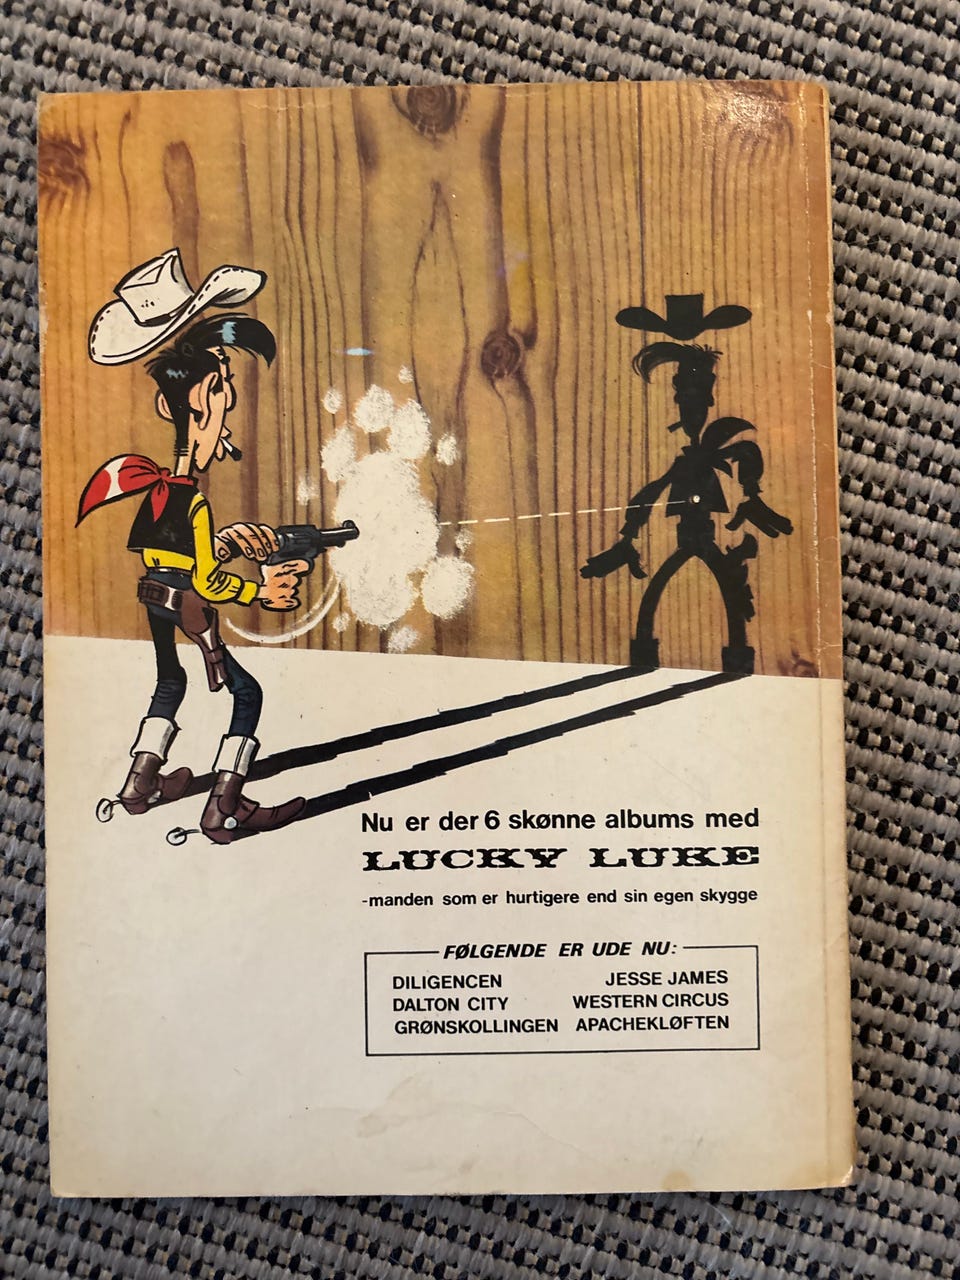 Nu er der 6 skønne albums med
LUCKY LUKE
-manden som er hurtigere end sin egen skygge
FØLGENDE ER UDE NU:
DILIGENCEN JESSE JAMES
DALTON CITY WESTERN CIRCUS
GRØNSKOLLINGEN APACHEKLØFTEN